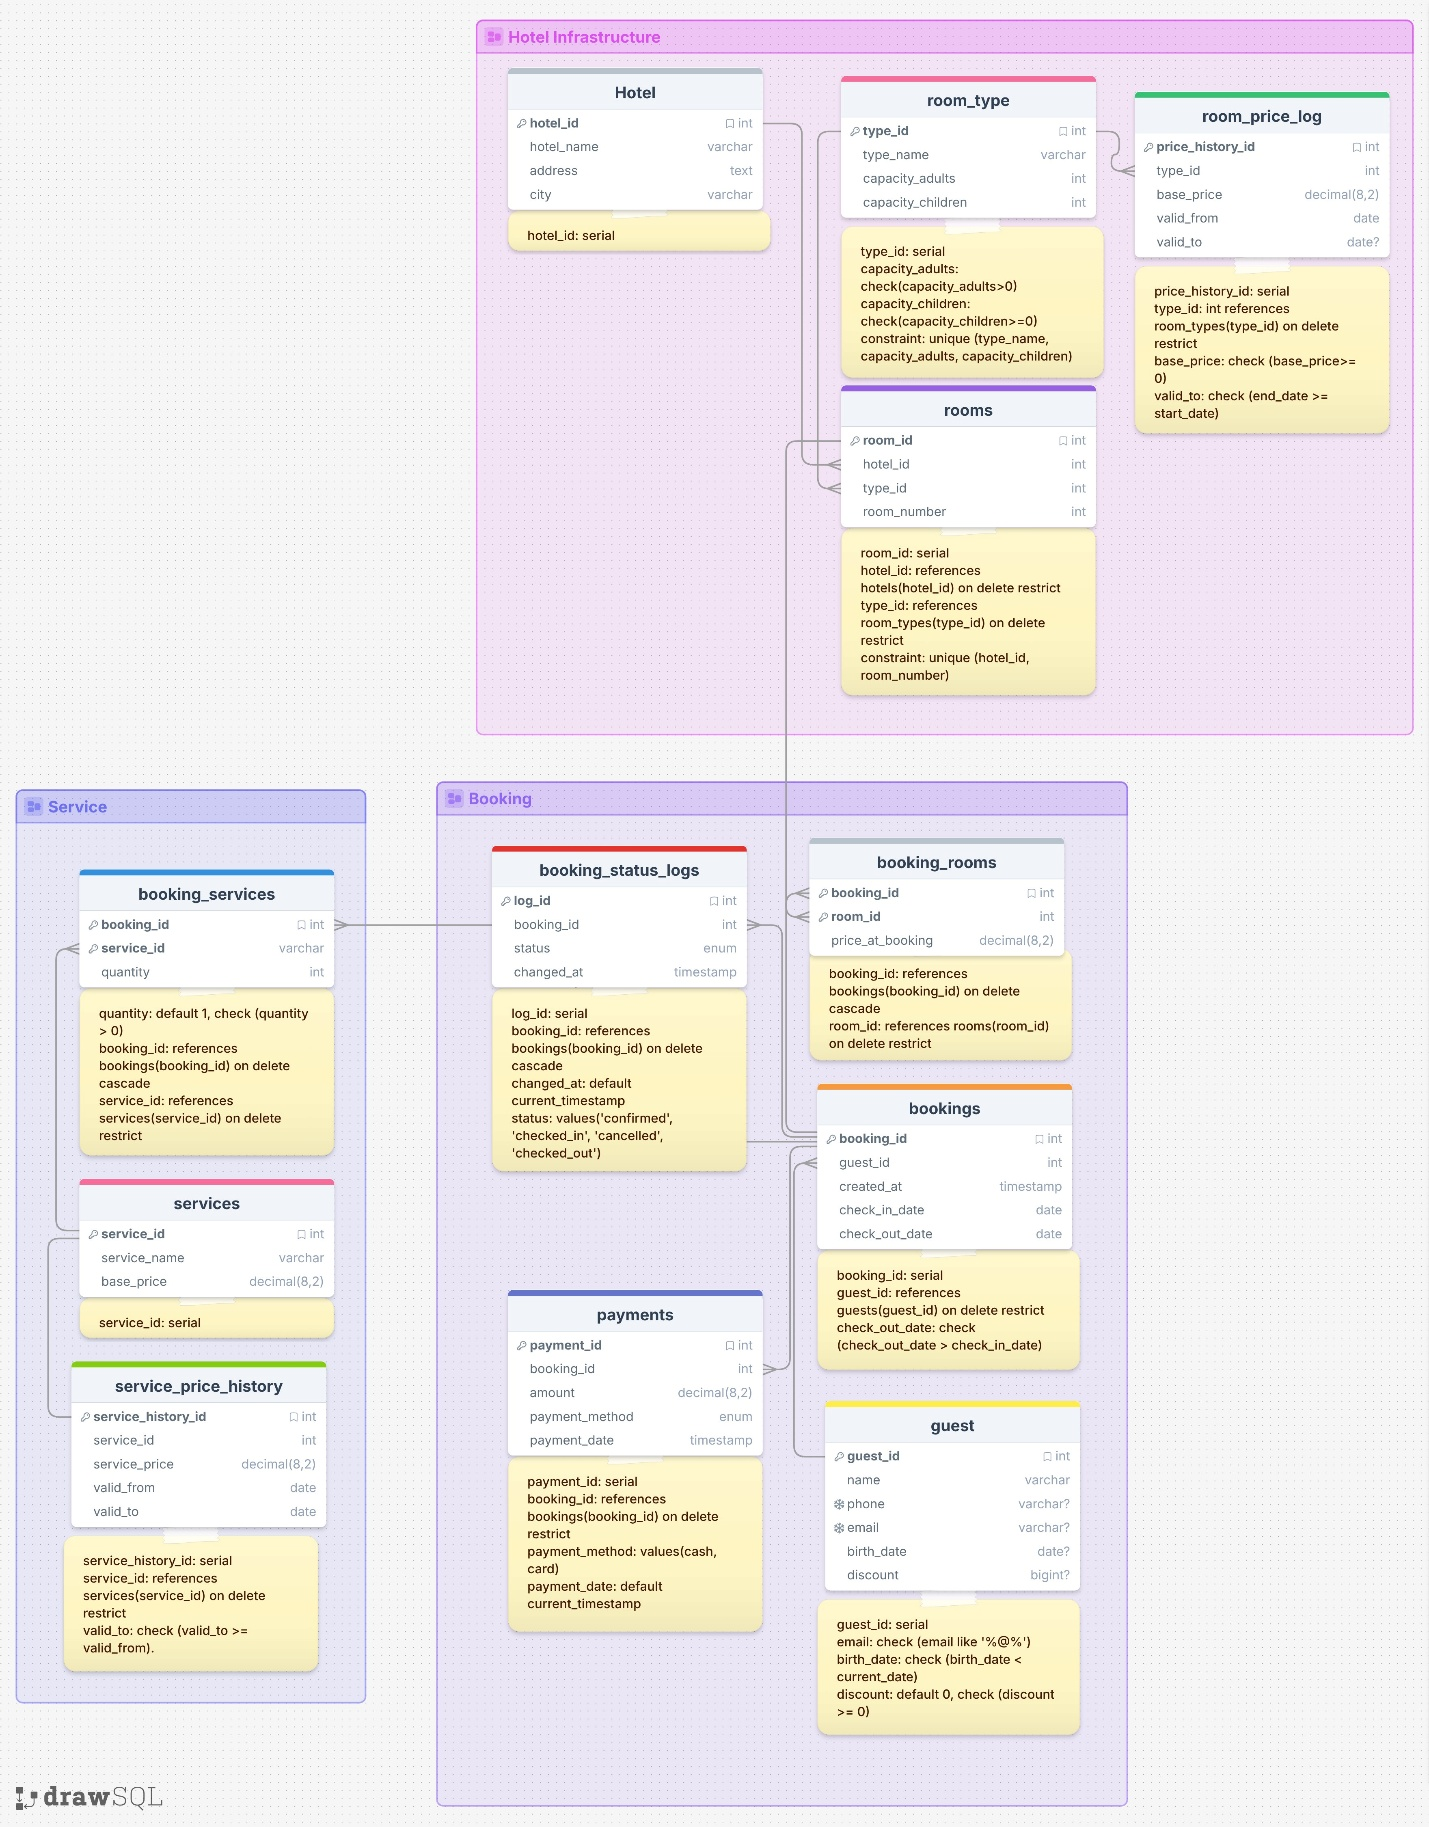 Hotel Infrastructure
Hotel
hotel_id int
hotel_name varchar
address text
city varchar
hotel_id: serial
room_type
type_id int
type_name varchar
capacity_adults int
capacity_children int
type_id: serial
capacity_adults:
check(capacity_adults>0)
capacity_children:
check(capacity_children>=0)
constraint: unique (type_name,
capacity_adults, capacity_children)
room_price_log
price_history_id int
type_id int
base_price decimal(8,2)
valid_from date
valid_to date?
price_history_id: serial
type_id: int references
room_types(type_id) on delete
restrict
base_price: check (base_price>=
0)
valid_to: check (end_date >=
start_date)
rooms
room_id int
hotel_id int
type_id int
room_number int
room_id: serial
hotel_id: references
hotels(hotel_id) on delete restrict
type_id: references
room_types(type_id) on delete
restrict
constraint: unique (hotel_id,
room_number)
Service
booking_services
booking_id int
service_id varchar
quantity int
quantity: default 1, check (quantity
> 0)
booking_id: references
bookings(booking_id) on delete
cascade
service_id: references
services(service_id) on delete
restrict
services
service_id int
service_name varchar
base_price decimal(8,2)
service_id: serial
service_price_history
service_history_id int
service_id int
service_price decimal(8,2)
valid_from date
valid_to date
service_history_id: serial
service_id: references
services(service_id) on delete
restrict
valid_to: check (valid_to >=
valid_from).
Booking
booking_status_logs
log_id int
booking_id int
status enum
changed_at timestamp
log_id: serial
booking_id: references
bookings(booking_id) on delete
cascade
changed_at: default
current_timestamp
status: values('confirmed',
'checked_in', 'cancelled',
'checked_out')
booking_rooms
booking_id int
room_id int
price_at_booking decimal(8,2)
booking_id: references
bookings(booking_id) on delete
cascade
room_id: references rooms(room_id)
on delete restrict
bookings
booking_id int
guest_id int
created_at timestamp
check_in_date date
check_out_date date
booking_id: serial
guest_id: references
guests(guest_id) on delete restrict
check_out_date: check
(check_out_date > check_in_date)
payments
payment_id int
booking_id int
amount decimal(8,2)
payment_method enum
payment_date timestamp
payment_id: serial
booking_id: references
bookings(booking_id) on delete
restrict
payment_method: values(cash,
card)
payment_date: default
current_timestamp
guest
guest_id int
name varchar
phone varchar?
email varchar?
birth_date date?
discount bigint?
guest_id: serial
email: check (email like '%@%')
birth_date: check (birth_date <
current_date)
discount: default 0, check (discount
>= 0)
drawSQL